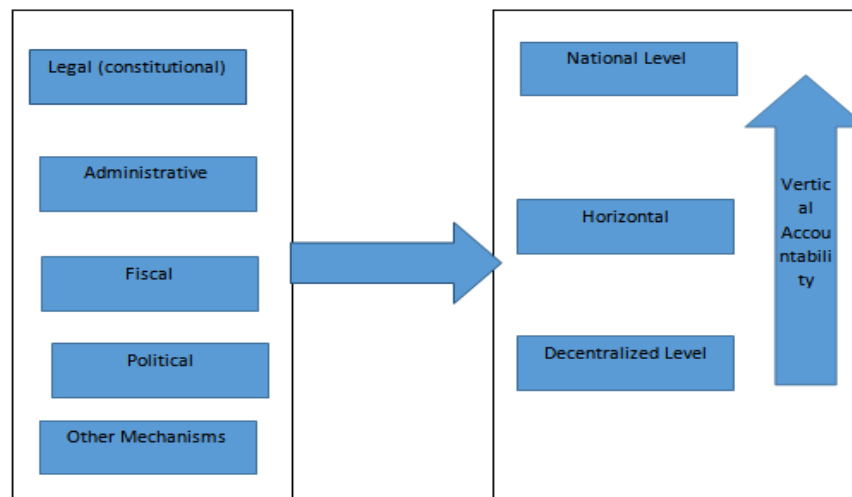 Legal (constitutional)
Administrative
Fiscal
Political
Other Mechanisms
National Level
Horizontal
Decentralized Level
Vertic
al
Accou
ntabili
ty